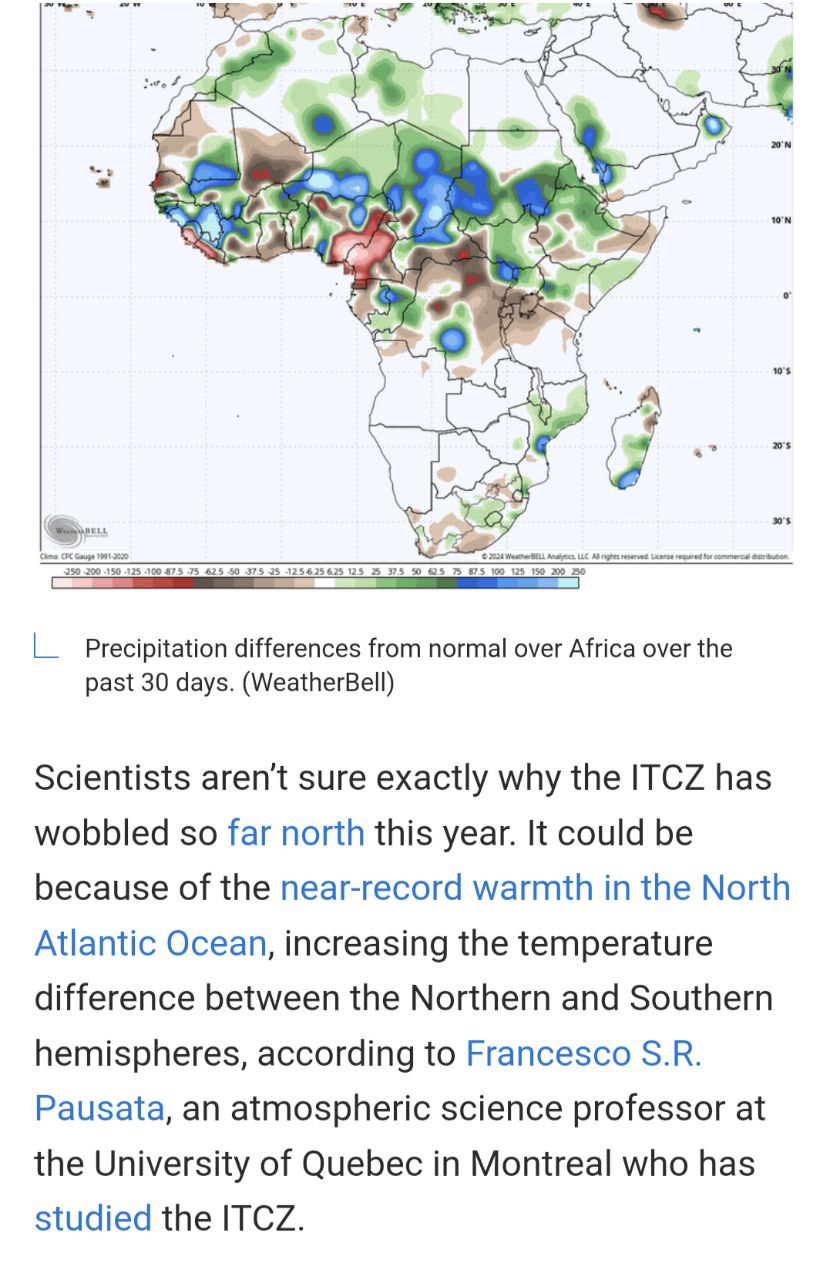 30°N
20°N
10°N
0°
10°S
20°S
30°S
WeatherBELL
Climo: CPC Gauge 1991-2020
© 2024 WeatherBELL Analytics, LLC. All rights reserved. License required for commercial distribution.
-250 -200 -150 -125 -100 -87.5 -75 -62.5 -50 -37.5 -25 -12.5 -6.25 6.25 12.5 25 37.5 50 62.5 75 87.5 100 125 150 200 250
Precipitation differences from normal over Africa over the
past 30 days. (WeatherBell)
Scientists aren’t sure exactly why the ITCZ has
wobbled so far north this year. It could be
because of the near-record warmth in the North
Atlantic Ocean, increasing the temperature
difference between the Northern and Southern
hemispheres, according to Francesco S.R.
Pausata, an atmospheric science professor at
the University of Quebec in Montreal who has
studied the ITCZ.